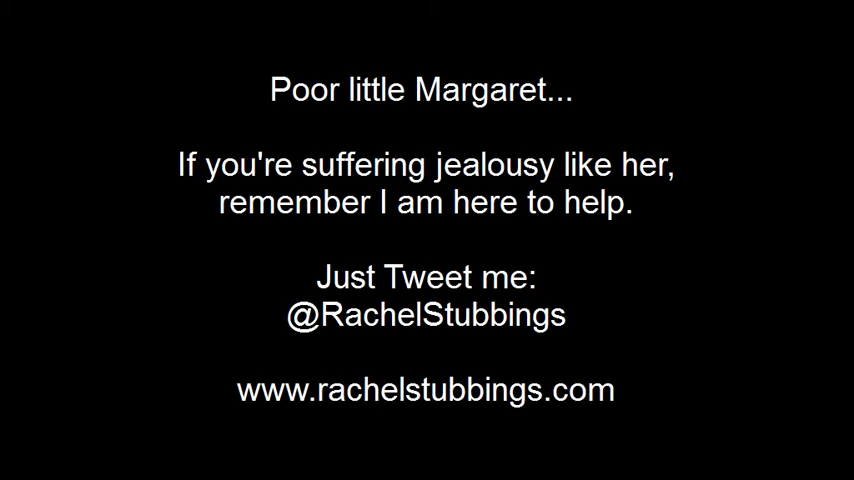 Poor little Margaret...
If you're suffering jealousy like her,
remember I am here to help.
Just Tweet me:
@RachelStubbings
www.rachelstubbings.com